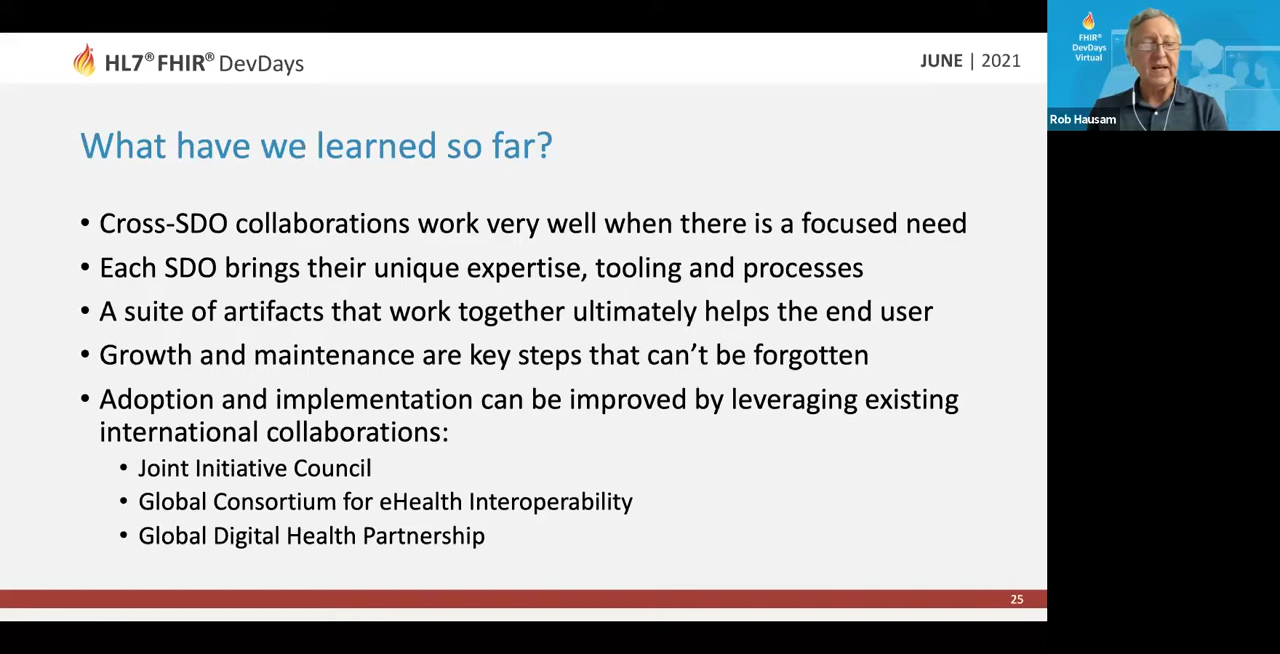 HL7® FHIR® DevDays
JUNE | 2021
FHIR®
DevDays
Virtual
Rob Hausam
What have we learned so far?
• Cross-SDO collaborations work very well when there is a focused need
• Each SDO brings their unique expertise, tooling and processes
• A suite of artifacts that work together ultimately helps the end user
• Growth and maintenance are key steps that can’t be forgotten
• Adoption and implementation can be improved by leveraging existing
international collaborations:
• Joint Initiative Council
• Global Consortium for eHealth Interoperability
• Global Digital Health Partnership
25